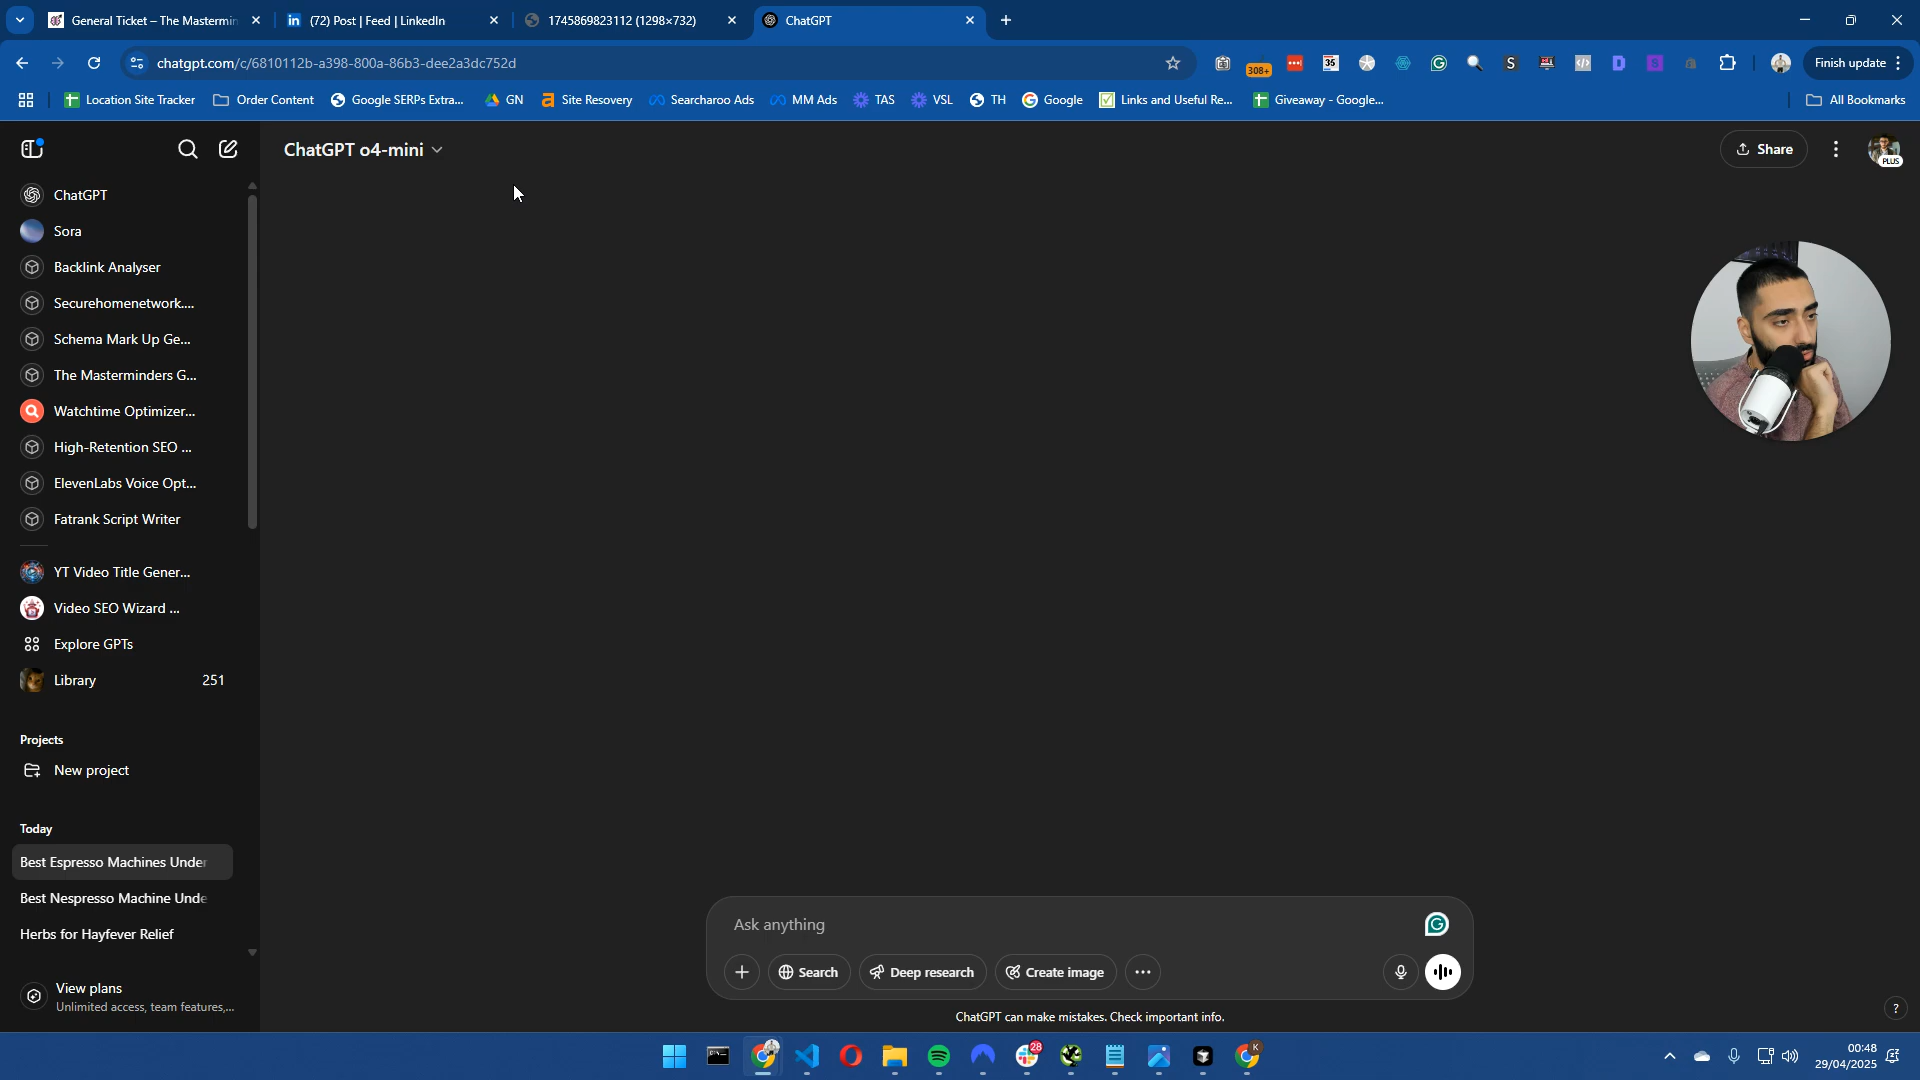 General Ticket – The Mastermin
(72) Post | Feed | LinkedIn
1745869823112 (1298×732)
ChatGPT
chatgpt.com/c/6810112b-a398-800a-86b3-dee2a3dc752d
308+
35
S
D
S
Finish update
Location Site Tracker
Order Content
Google SERPs Extra...
GN
Site Resovery
Searcharoo Ads
MM Ads
TAS
VSL
TH
Google
Links and Useful Re...
Giveaway - Google...
All Bookmarks
ChatGPT o4-mini
Share
PLUS
ChatGPT
Sora
Backlink Analyser
Securehomenetwork....
Schema Mark Up Ge...
The Masterminders G...
Watchtime Optimizer...
High-Retention SEO ...
ElevenLabs Voice Opt...
Fatrank Script Writer
YT Video Title Gener...
Video SEO Wizard ...
Explore GPTs
Library 251
Projects
New project
Today
Best Espresso Machines Under
Best Nespresso Machine Unde
Herbs for Hayfever Relief
View plans
Unlimited access, team features,...
Ask anything
Search
Deep research
Create image
ChatGPT can make mistakes. Check important info.
?
28
K
00:48
29/04/2025